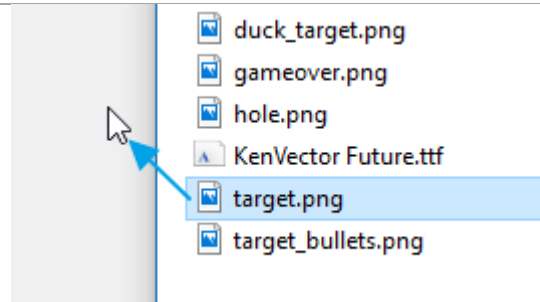 duck_target.png
gameover.png
hole.png
KenVector Future.ttf
target.png
target_bullets.png